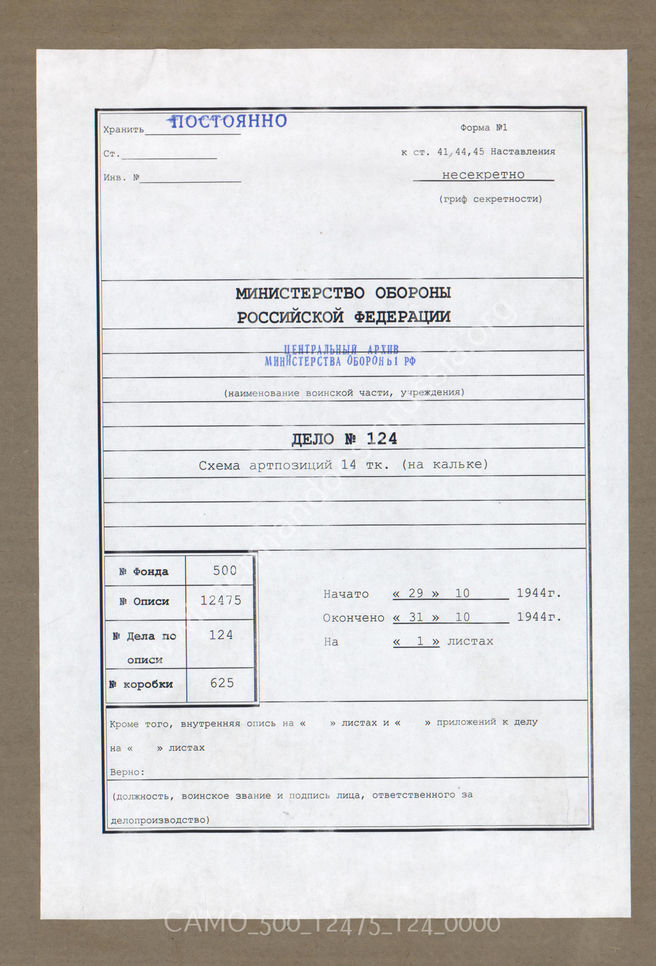 Хранить ПОСТОЯННО
Форма №1
Ст.
к ст. 41,44,45 Наставления
Инв. №
несекретно
(гриф секретности)
МИНИСТЕРСТВО ОБОРОНЫ
РОССИЙСКОЙ ФЕДЕРАЦИИ
ЦЕНТРАЛЬНЫЙ АРХИВ
МИНИСТЕРСТВА ОБОРОНЫ РФ
(наименование воинской части, учреждения)
ДЕЛО № 124
Схема артпозиций 14 тк. (на кальке)
№ Фонда 500
№ Описи 12475
№ Дела по описи 124
№ коробки 625
Начато « 29 » 10 1944г.
Окончено « 31 » 10 1944г.
На « 1 » листах
Кроме того, внутренняя опись на « » листах и « » приложений к делу
на « » листах
Верно:
(должность, воинское звание и подпись лица, ответственного за
делопроизводство)
CAMO_500_12475_124_0000